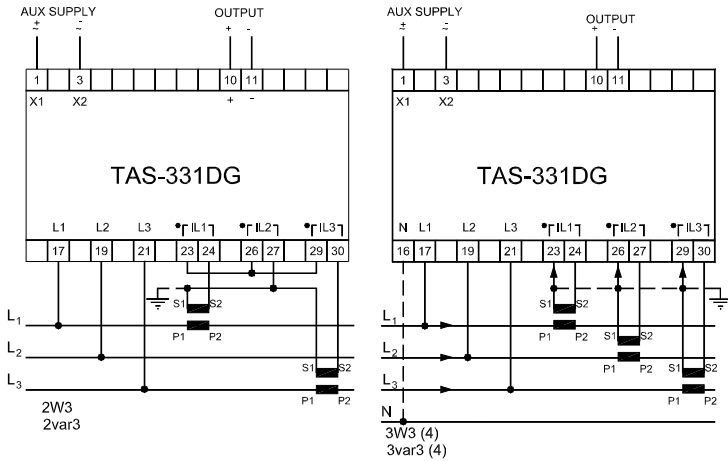 AUX SUPPLY OUTPUT
+ - + -
~ ~
1 3 10 11
X1 X2 + -
TAS-331DG
L1 L2 L3 IL1 IL2 IL3
17 19 21 23 24 26 27 29 30
S1 S2
L1
P1 P2
L2
S1 S2
L3
P1 P2
2W3
2var3
AUX SUPPLY OUTPUT
+ - + -
~ ~
1 3 10 11
X1 X2
TAS-331DG
N L1 L2 L3 IL1 IL2 IL3
16 17 19 21 23 24 26 27 29 30
S1 S2
L1
P1 P2
S1 S2
L2
P1 P2
S1 S2
L3
P1 P2
N
3W3 (4)
3var3 (4)